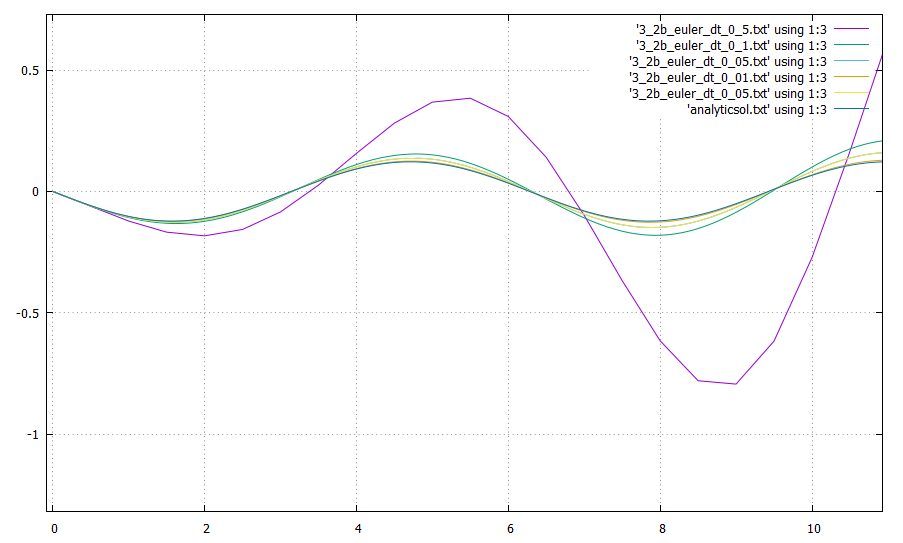 '3_2b_euler_dt_0_5.txt' using 1:3
'3_2b_euler_dt_0_1.txt' using 1:3
'3_2b_euler_dt_0_05.txt' using 1:3
'3_2b_euler_dt_0_01.txt' using 1:3
'3_2b_euler_dt_0_05.txt' using 1:3
'analyticsol.txt' using 1:3
0.5
0
-0.5
-1
0 2 4 6 8 10